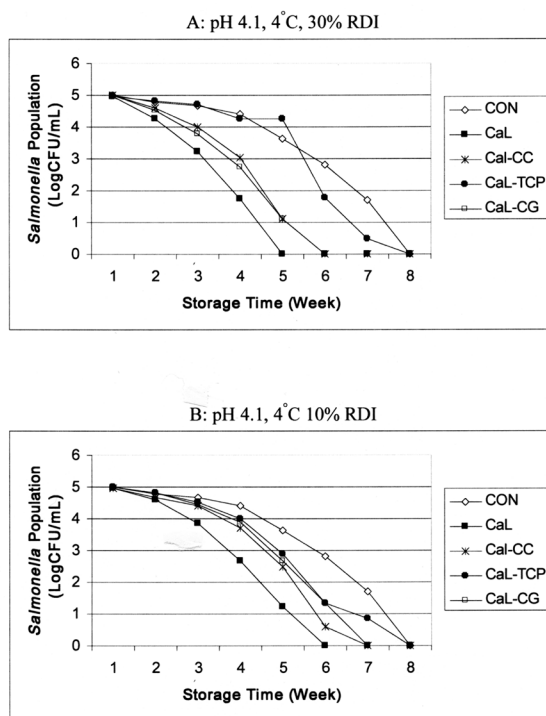 A: pH 4.1, 4°C, 30% RDI
Salmonella Population
(LogCFU/mL)
6
5
4
3
2
1
0
1 2 3 4 5 6 7 8
Storage Time (Week)
CON
CaL
Cal-CC
CaL-TCP
CaL-CG
B: pH 4.1, 4°C 10% RDI
Salmonella Population
(LogCFU/mL)
6
5
4
3
2
1
0
1 2 3 4 5 6 7 8
Storage Time (Week)
CON
CaL
Cal-CC
CaL-TCP
CaL-CG